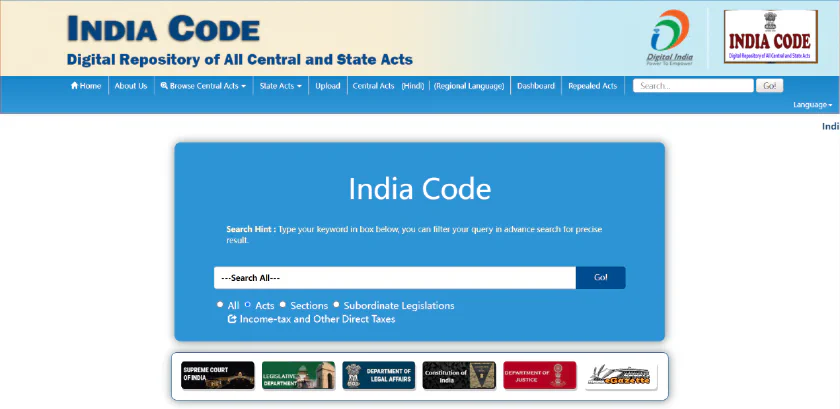 INDIA CODE
Digital Repository of All Central and State Acts
Digital India
Power To Empower
INDIA CODE
Digital Repository of All Central and State Acts
Home About Us Browse Central Acts State Acts Upload Central Acts (Hindi) (Regional Language) Dashboard Repealed Acts Search... Go!
Language
Indi
India Code
Search Hint : Type your keyword in box below, you can filter your query in advance search for precise
result.
---Search All--- Go!
All Acts Sections Subordinate Legislations
Income-tax and Other Direct Taxes
SUPREME COURT
OF INDIA
LEGISLATIVE
DEPARTMENT
DEPARTMENT OF
LEGAL AFFAIRS
Constitution of
India
DEPARTMENT OF
JUSTICE
eGazette